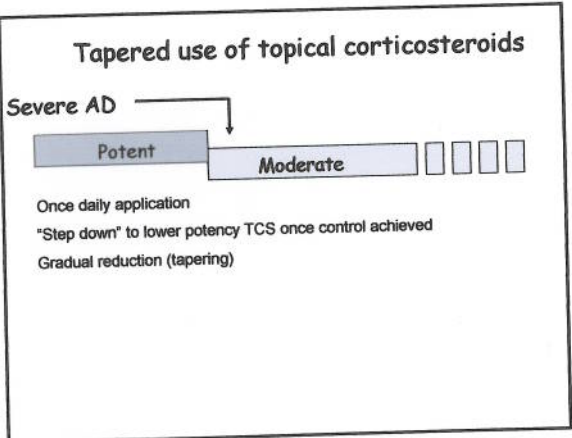 Tapered use of topical corticosteroids
Severe AD
Potent
Moderate
Once daily application
"Step down" to lower potency TCS once control achieved
Gradual reduction (tapering)